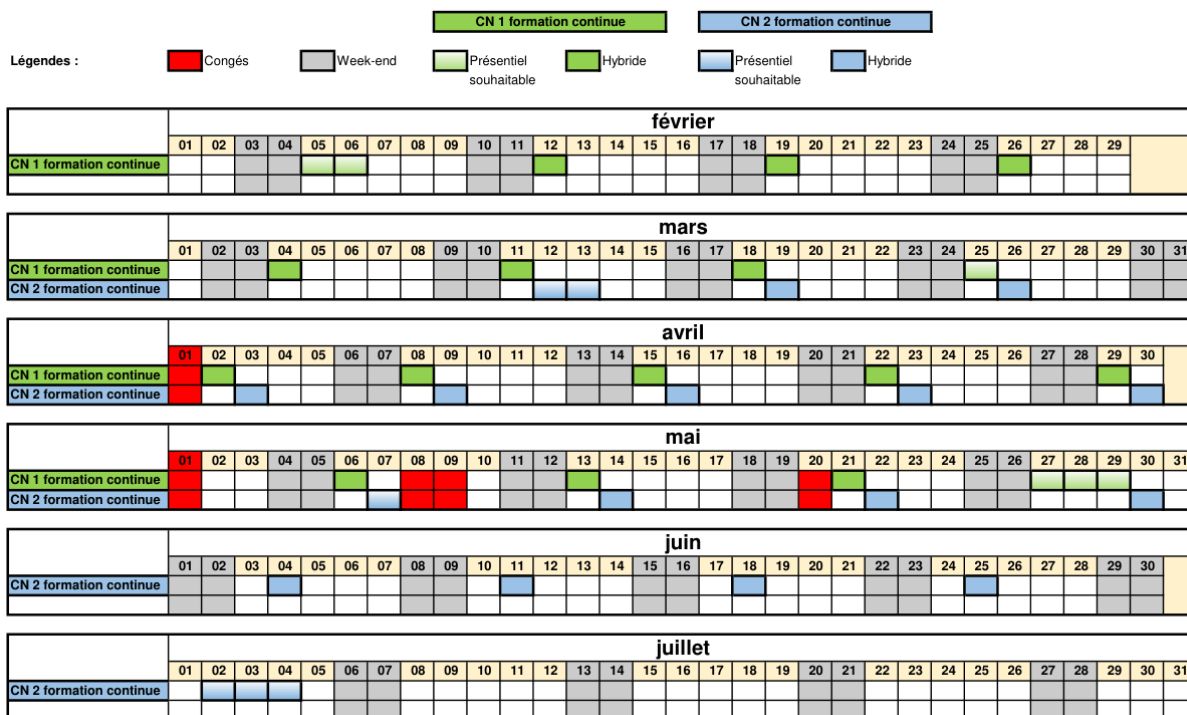 CN 1 formation continue CN 2 formation continue
Légendes : Congés Week-end Présentiel Hybride Présentiel Hybride
souhaitable souhaitable
février
01 02 03 04 05 06 07 08 09 10 11 12 13 14 15 16 17 18 19 20 21 22 23 24 25 26 27 28 29
CN 1 formation continue
mars
01 02 03 04 05 06 07 08 09 10 11 12 13 14 15 16 17 18 19 20 21 22 23 24 25 26 27 28 29 30 31
CN 1 formation continue
CN 2 formation continue
avril
01 02 03 04 05 06 07 08 09 10 11 12 13 14 15 16 17 18 19 20 21 22 23 24 25 26 27 28 29 30
CN 1 formation continue
CN 2 formation continue
mai
01 02 03 04 05 06 07 08 09 10 11 12 13 14 15 16 17 18 19 20 21 22 23 24 25 26 27 28 29 30 31
CN 1 formation continue
CN 2 formation continue
juin
01 02 03 04 05 06 07 08 09 10 11 12 13 14 15 16 17 18 19 20 21 22 23 24 25 26 27 28 29 30
CN 2 formation continue
juillet
01 02 03 04 05 06 07 08 09 10 11 12 13 14 15 16 17 18 19 20 21 22 23 24 25 26 27 28 29 30 31
CN 2 formation continue